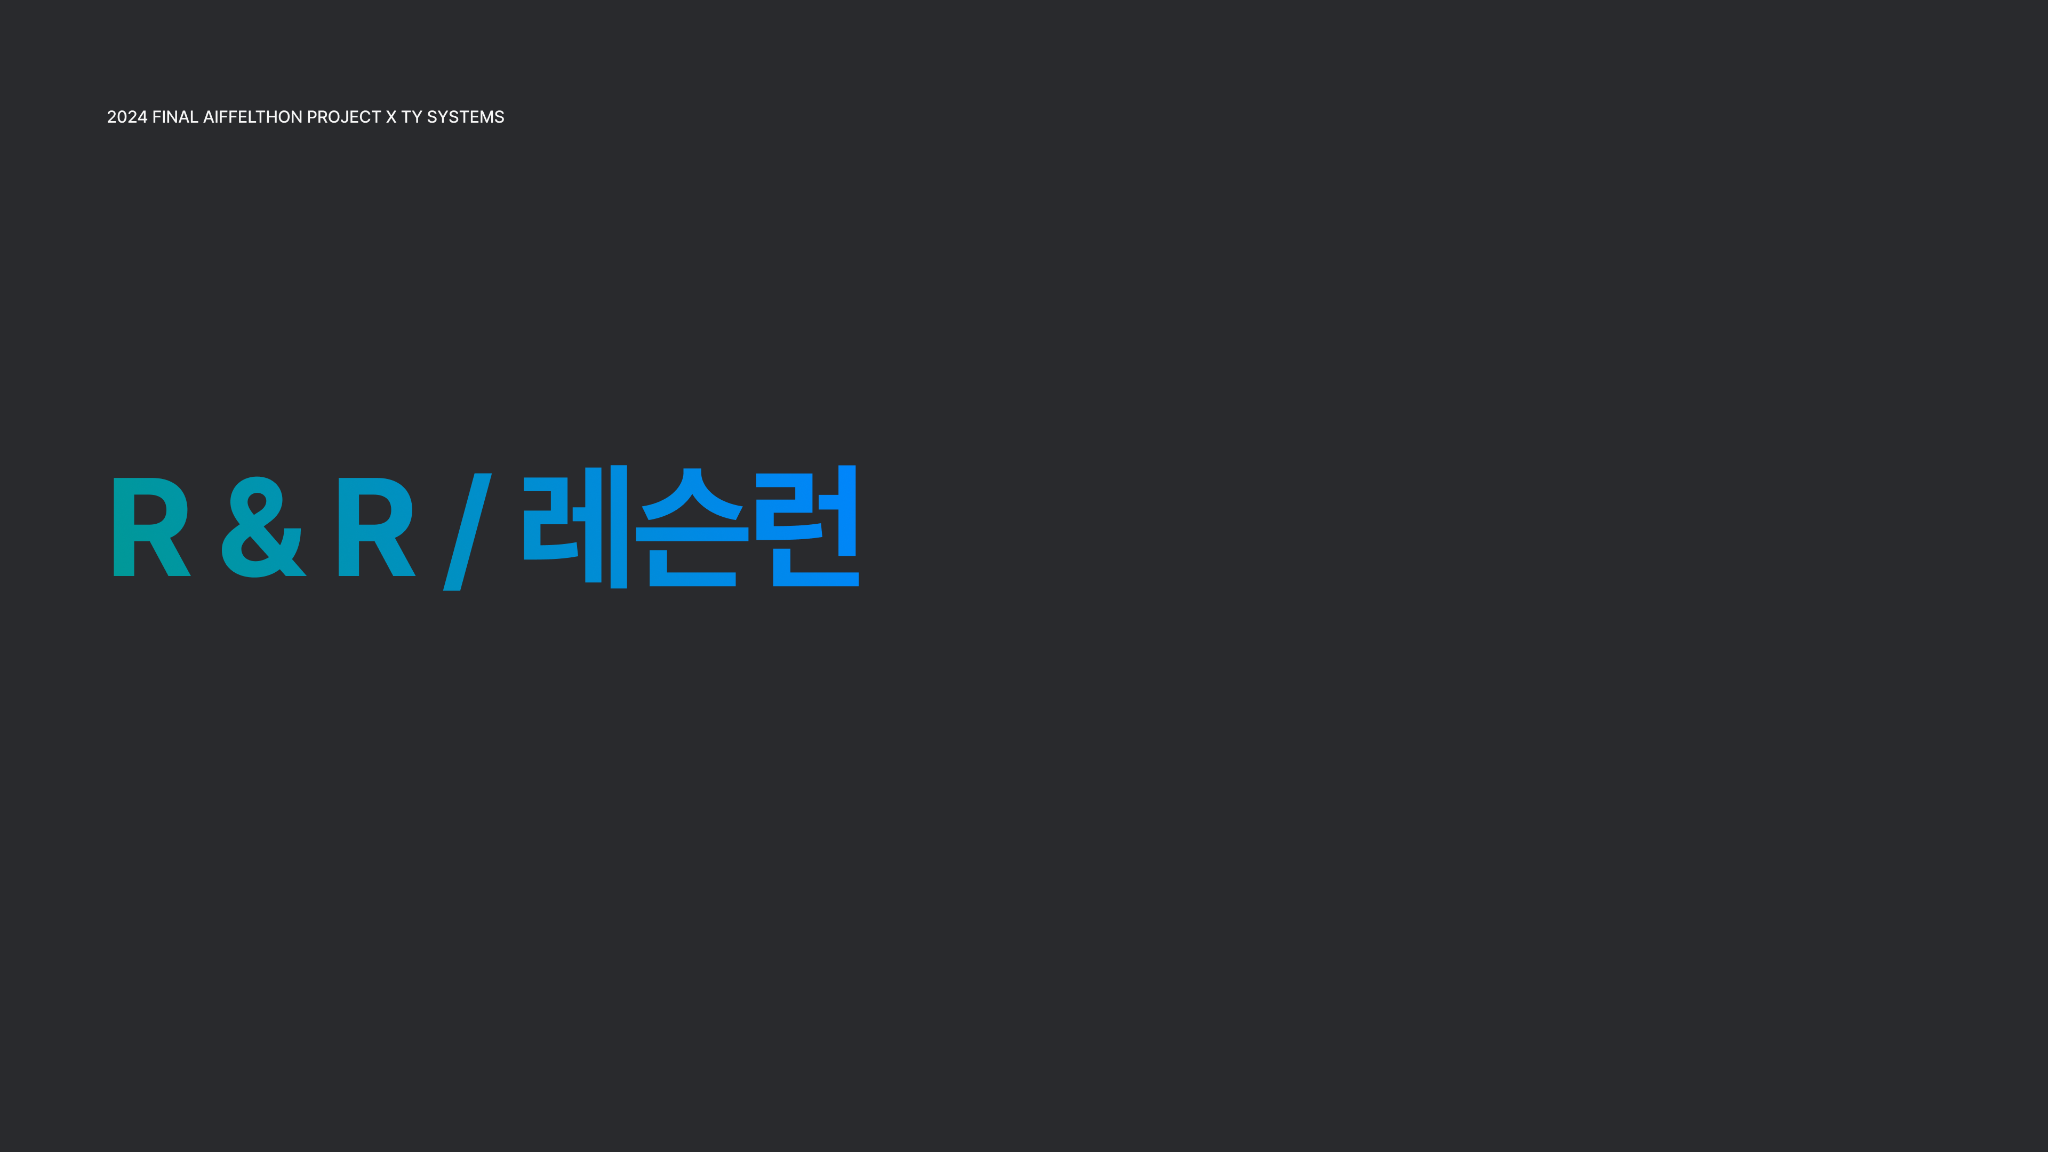 2024 FINAL AIFFELTHON PROJECT X TY SYSTEMS
R & R / 레슨런